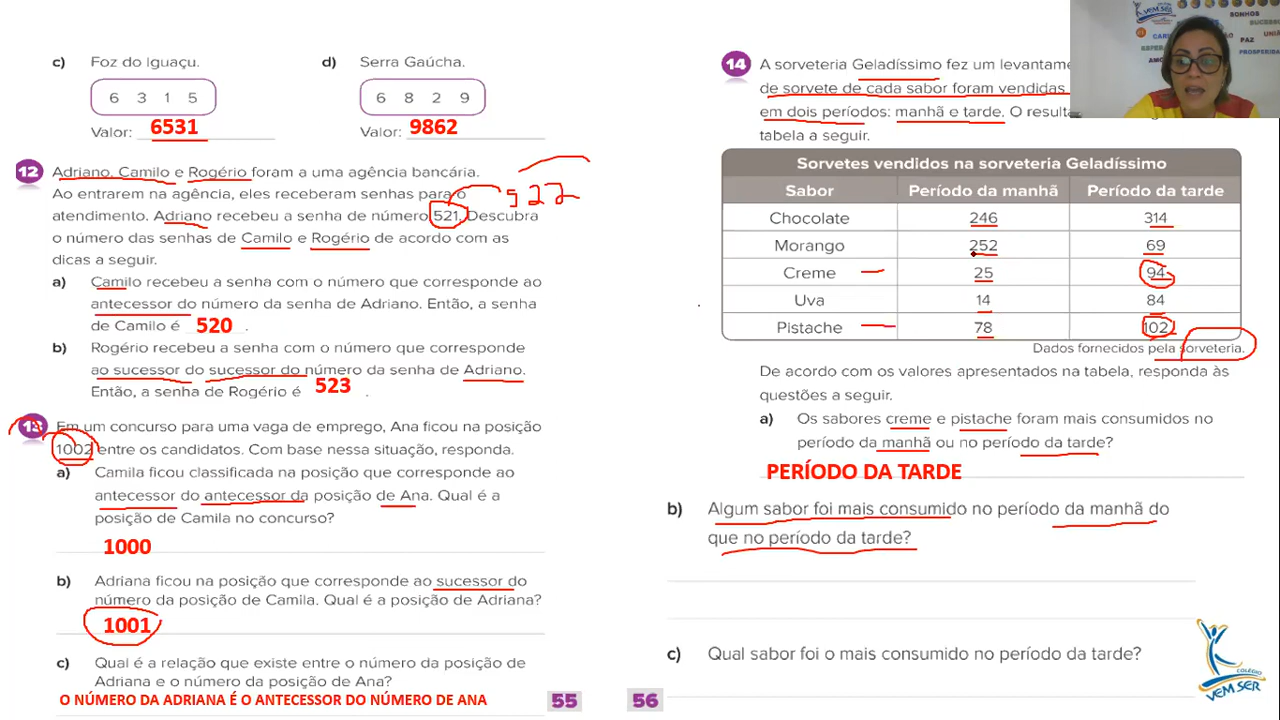 c) Foz do Iguaçu.
6 3 1 5
Valor: 6531
d) Serra Gaúcha.
6 8 2 9
Valor: 9862
12 Adriano, Camilo e Rogério foram a uma agência bancária.
Ao entrarem na agência, eles receberam senhas para o
atendimento. Adriano recebeu a senha de número 521. Descubra
o número das senhas de Camilo e Rogério de acordo com as
dicas a seguir.
522
a) Camilo recebeu a senha com o número que corresponde ao
antecessor do número da senha de Adriano. Então, a senha
de Camilo é 520.
b) Rogério recebeu a senha com o número que corresponde
ao sucessor do sucessor do número da senha de Adriano.
Então, a senha de Rogério é 523.
13 Em um concurso para uma vaga de emprego, Ana ficou na posição
1002 entre os candidatos. Com base nessa situação, responda.
a) Camila ficou classificada na posição que corresponde ao
antecessor do antecessor da posição de Ana. Qual é a
posição de Camila no concurso?
1000
b) Adriana ficou na posição que corresponde ao sucessor do
número da posição de Camila. Qual é a posição de Adriana?
1001
c) Qual é a relação que existe entre o número da posição de
Adriana e o número da posição de Ana?
O NÚMERO DA ADRIANA É O ANTECESSOR DO NÚMERO DE ANA
55
14 A sorveteria Geladíssimo fez um
de sorvete de cada sabor foram vendidas
em dois períodos: manhã e tarde. O
tabela a seguir.
Sorvetes vendidos na sorveteria Geladíssimo
Sabor Período da manhã Período da tarde
Chocolate 246 314
Morango 252 69
Creme 25 94
Uva 14 84
Pistache 78 102
Dados fornecidos pela sorveteria.
De acordo com os valores apresentados na tabela, responda às
questões a seguir.
a) Os sabores creme e pistache foram mais consumidos no
período da manhã ou no período da tarde?
PERÍODO DA TARDE
b) Algum sabor foi mais consumido no período da manhã do
que no período da tarde?
c) Qual sabor foi o mais consumido no período da tarde?
56
COLÉGIO
VEM SER
VEM SER
SONHOS
PAZ